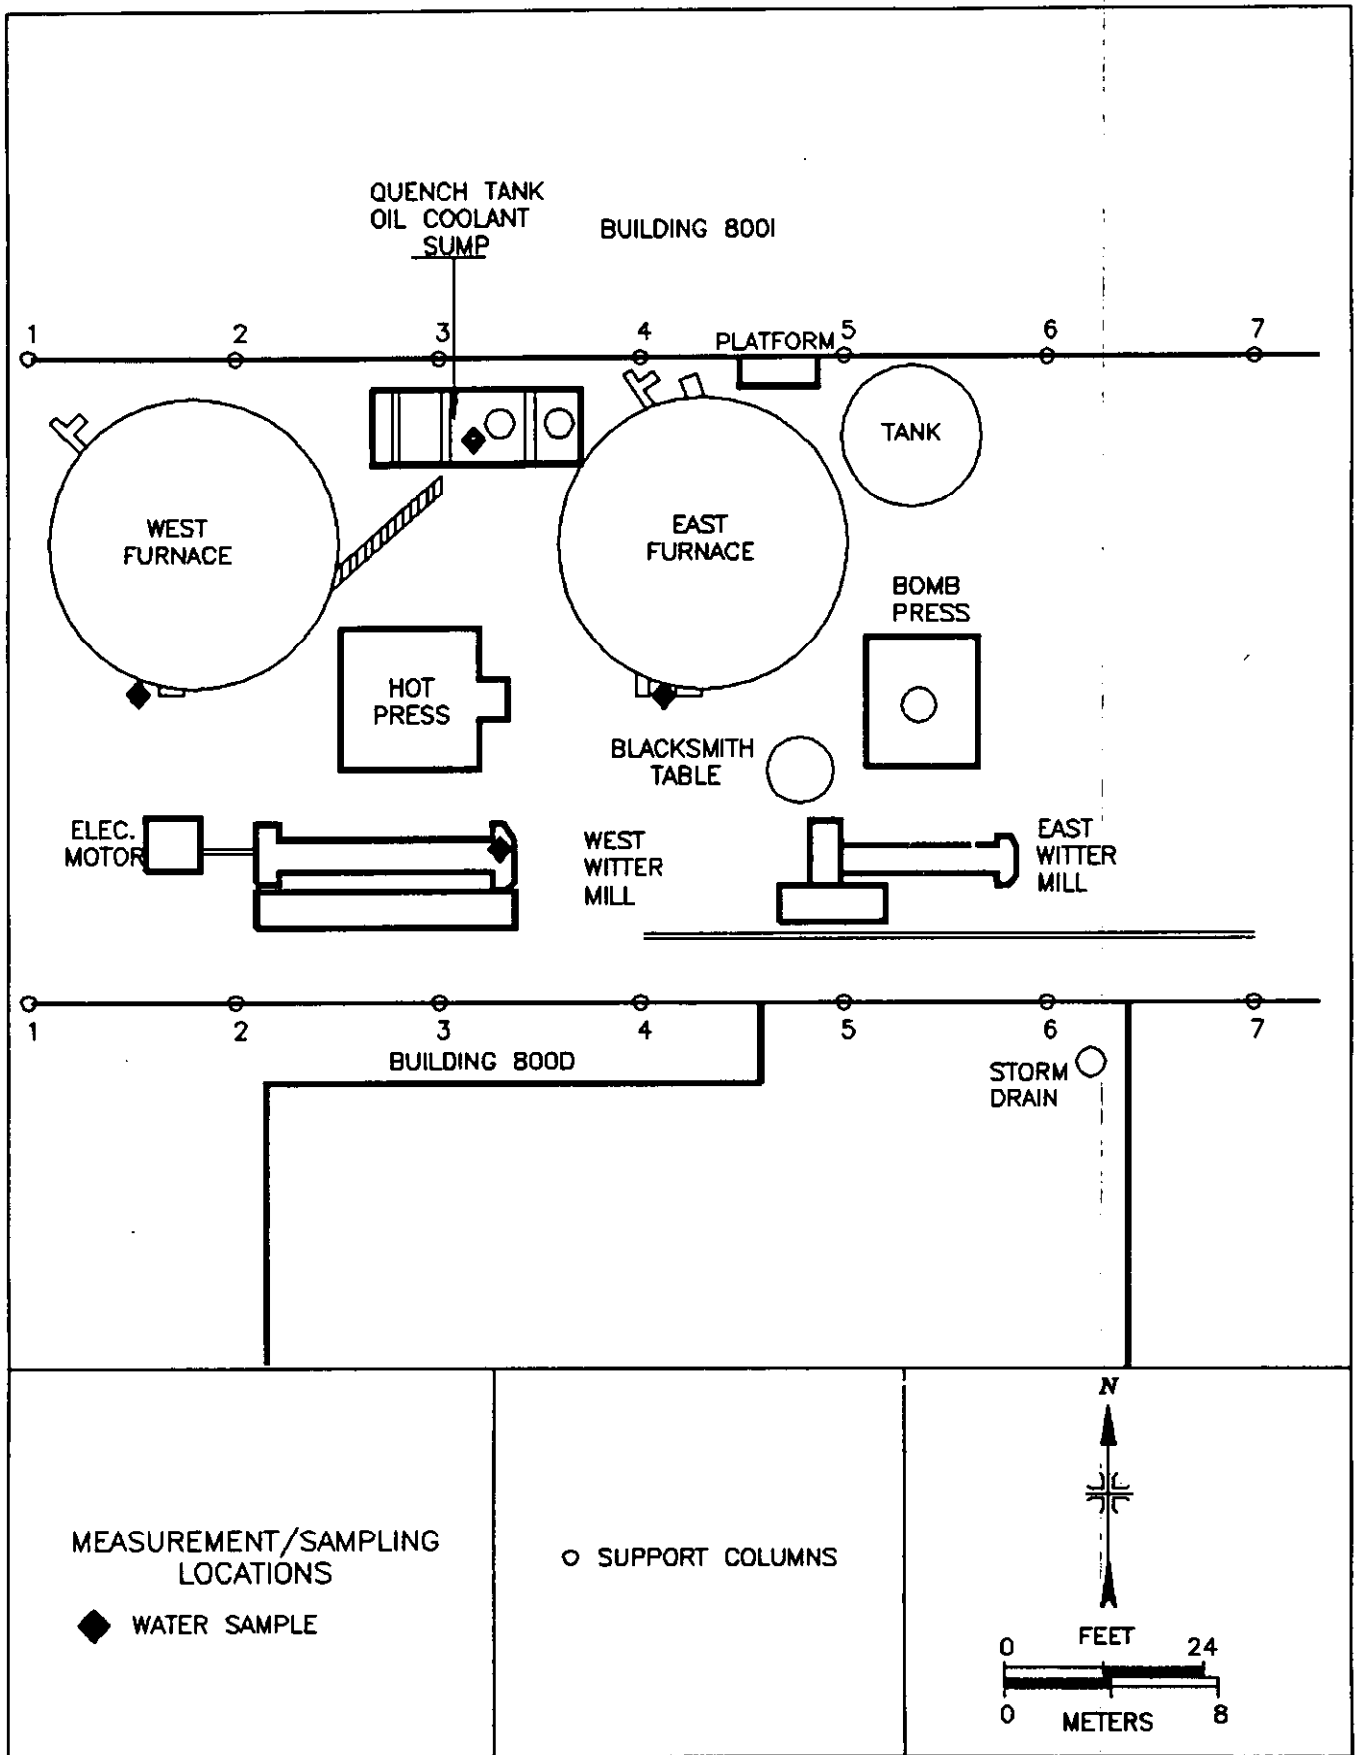 QUENCH TANK
OIL COOLANT
SUMP
BUILDING 800I
1
2
3
4
PLATFORM
5
6
7
TANK
WEST
FURNACE
EAST
FURNACE
BOMB
PRESS
HOT
PRESS
BLACKSMITH
TABLE
ELEC.
MOTOR
WEST
WITTER
MILL
EAST
WITTER
MILL
1
2
3
4
5
6
7
BUILDING 800D
STORM
DRAIN
MEASUREMENT/SAMPLING
LOCATIONS
WATER SAMPLE
SUPPORT COLUMNS
N
FEET
0 24
0 8
METERS